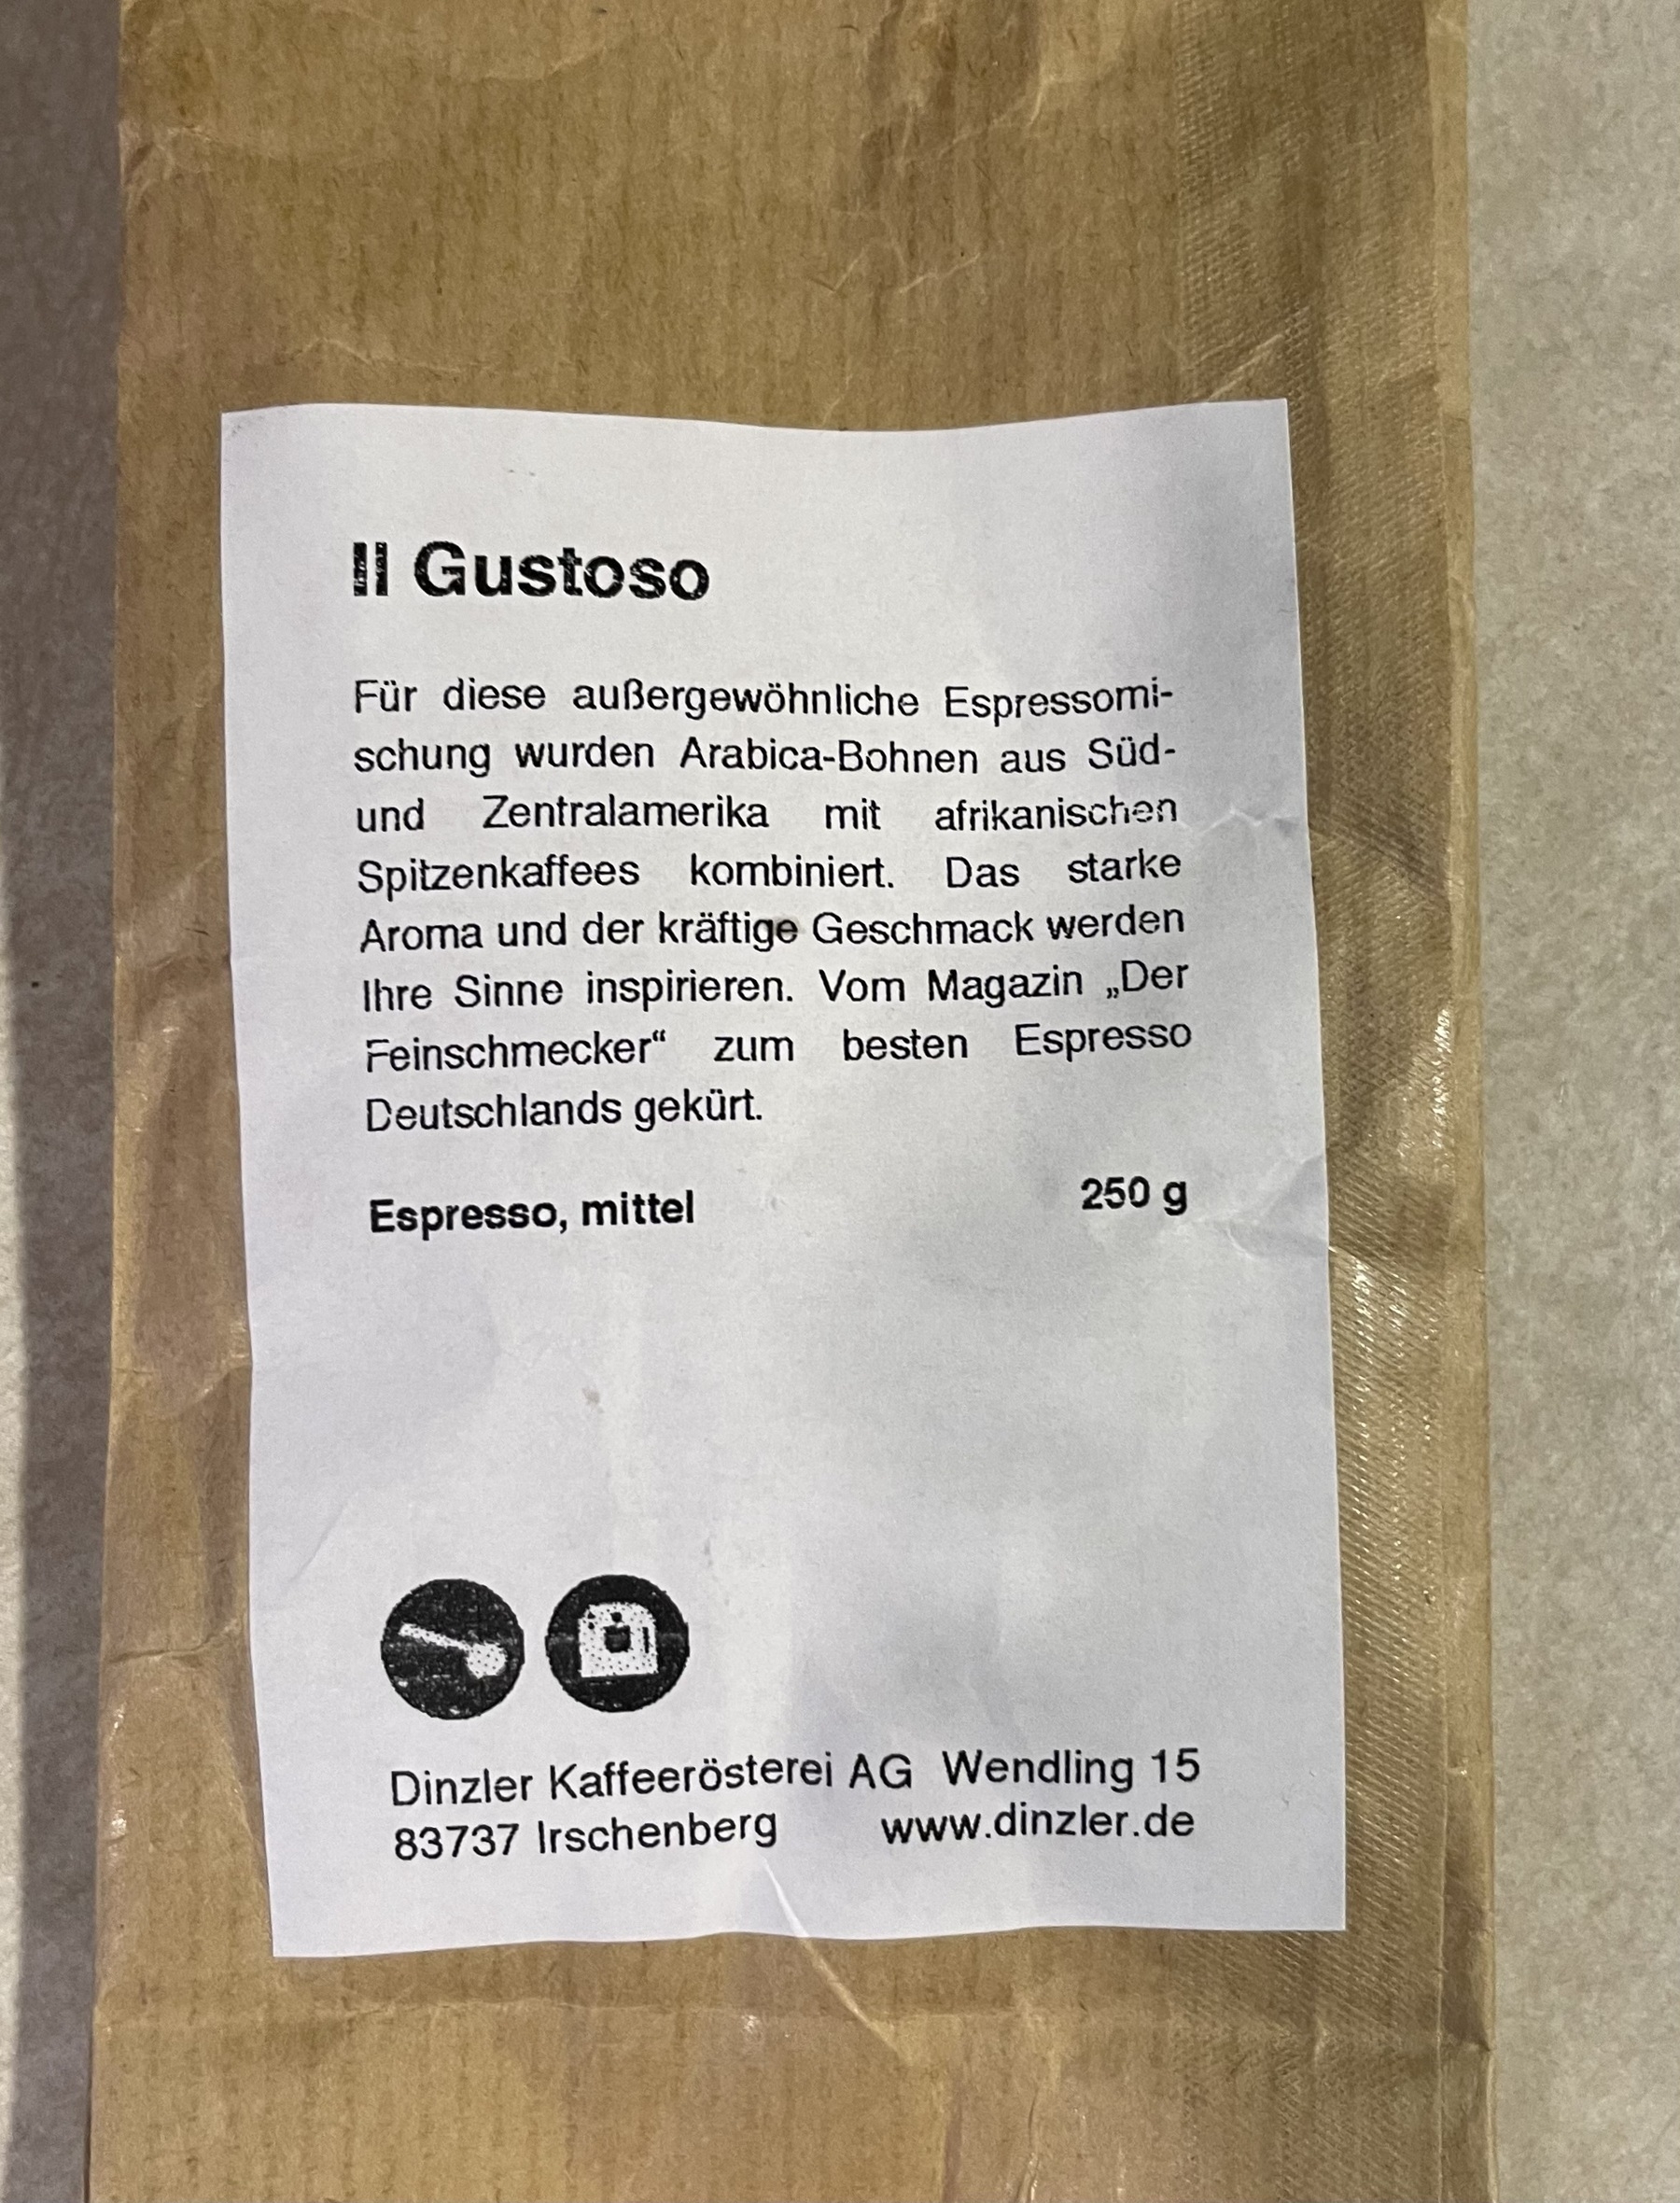 Il Gustoso
Für diese außergewöhnliche Espressomi-
schung wurden Arabica-Bohnen aus Süd-
und Zentralamerika mit afrikanischen
Spitzenkaffees kombiniert. Das starke
Aroma und der kräftige Geschmack werden
Ihre Sinne inspirieren. Vom Magazin „Der
Feinschmecker“ zum besten Espresso
Deutschlands gekürt.
Espresso, mittel 250 g
Dinzler Kaffeerösterei AG Wendling 15
83737 Irschenberg www.dinzler.de